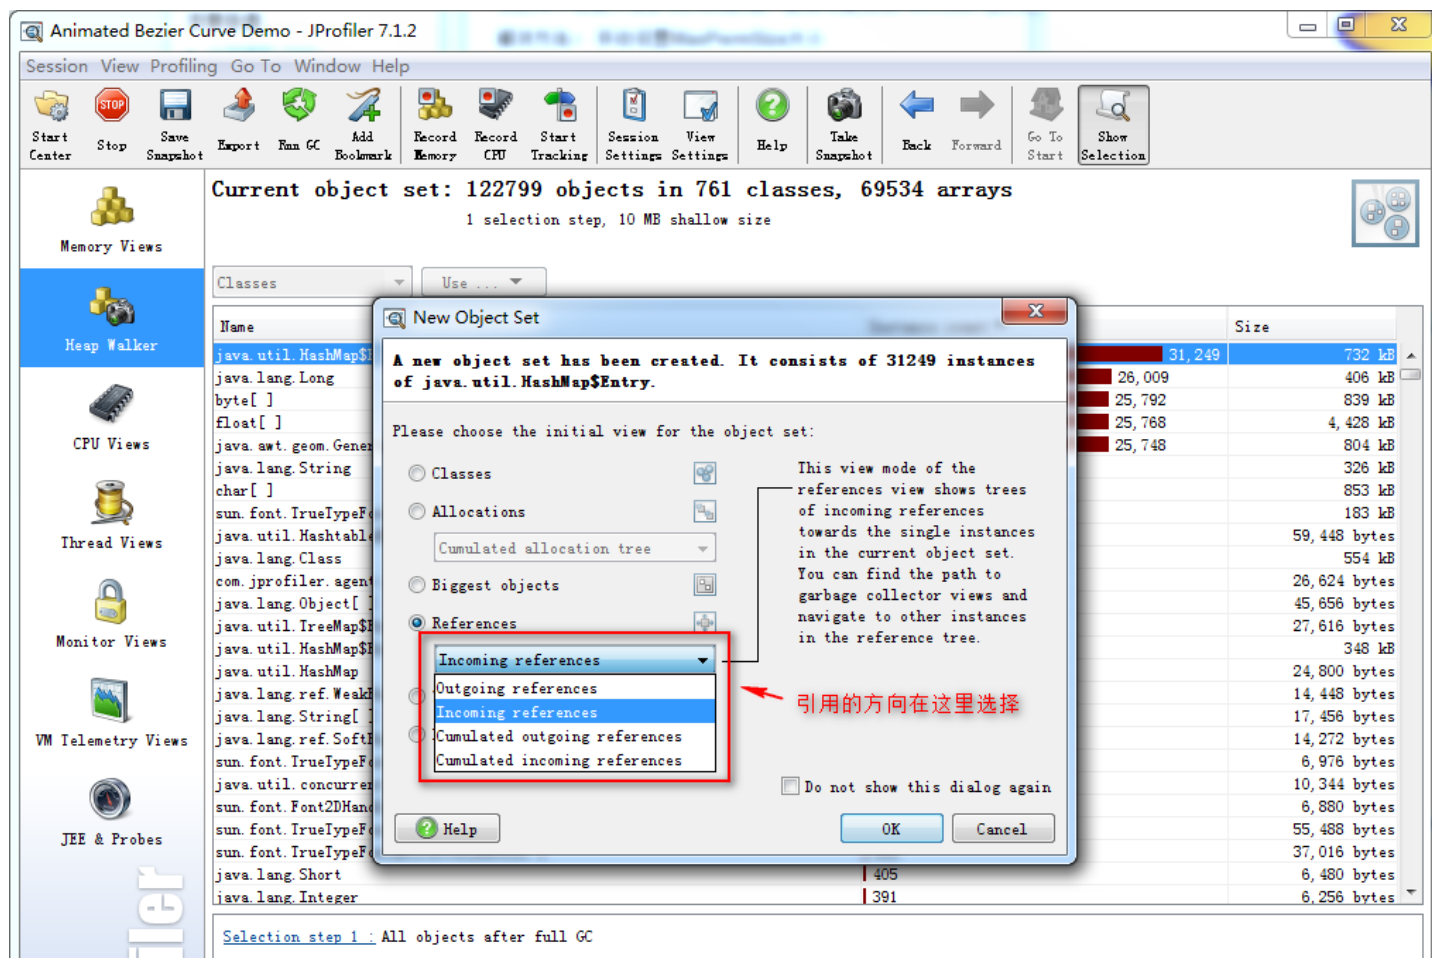 Animated Bezier Curve Demo - JProfiler 7.1.2
Session View Profiling Go To Window Help
Start Center
Stop
Save Snapshot
Export
Run GC
Add Bookmark
Record Memory
Record CPU
Start Tracking
Session Settings
View Settings
Help
Take Snapshot
Back
Forward
Go To Start
Show Selection
Current object set: 122799 objects in 761 classes, 69534 arrays
1 selection step, 10 MB shallow size
Memory Views
Heap Walker
CPU Views
Thread Views
Monitor Views
VM Telemetry Views
JEE & Probes
Classes
Use ...
Name
Size
java.util.HashMap$E 31,249 732 kB
java.lang.Long 26,009 406 kB
byte[ ] 25,792 839 kB
float[ ] 25,768 4,428 kB
java.awt.geom.Gener 25,748 804 kB
java.lang.String 326 kB
char[ ] 853 kB
sun.font.TrueTypeFo 183 kB
java.util.Hashtable 59,448 bytes
java.lang.Class 554 kB
com.jprofiler.agent 26,624 bytes
java.lang.Object[ ] 45,656 bytes
java.util.TreeMap$E 27,616 bytes
java.util.HashMap$E 348 kB
java.util.HashMap 24,800 bytes
java.lang.ref.WeakR 14,448 bytes
java.lang.String[ ] 17,456 bytes
java.lang.ref.SoftR 14,272 bytes
sun.font.TrueTypeFo 6,976 bytes
java.util.concurren 10,344 bytes
sun.font.Font2DHand 6,880 bytes
sun.font.TrueTypeFo 55,488 bytes
sun.font.TrueTypeFo 37,016 bytes
java.lang.Short 405 6,480 bytes
java.lang.Integer 391 6,256 bytes
New Object Set
A new object set has been created. It consists of 31249 instances
of java.util.HashMap$Entry.
Please choose the initial view for the object set:
Classes
Allocations
Cumulated allocation tree
Biggest objects
References
Incoming references
Outgoing references
Incoming references
Cumulated outgoing references
Cumulated incoming references
This view mode of the
references view shows trees
of incoming references
towards the single instances
in the current object set.
You can find the path to
garbage collector views and
navigate to other instances
in the reference tree.
引用的方向在这里选择
Do not show this dialog again
Help
OK
Cancel
Selection step 1 : All objects after full GC